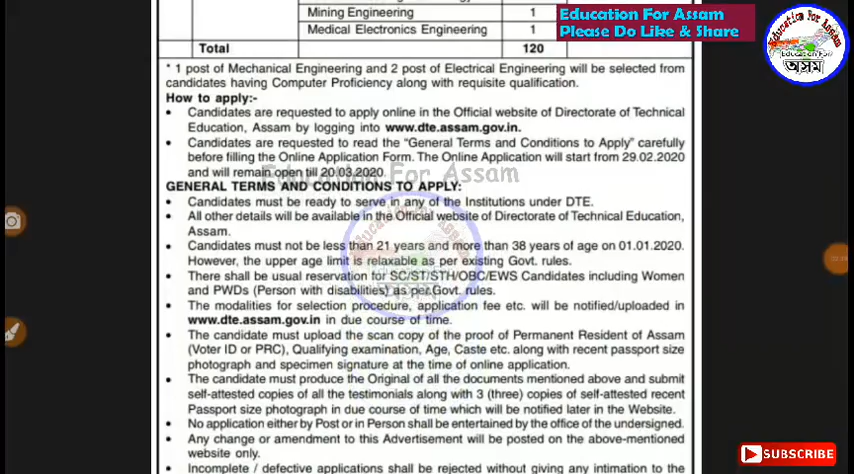 Mining Engineering 1
Medical Electronics Engineering 1
Total 120
Education For Assam
Please Do Like & Share
Education For Assam
Education For
অসম
* 1 post of Mechanical Engineering and 2 post of Electrical Engineering will be selected from
candidates having Computer Proficiency along with requisite qualification.
How to apply:-
• Candidates are requested to apply online in the Official website of Directorate of Technical
Education, Assam by logging into www.dte.assam.gov.in.
• Candidates are requested to read the "General Terms and Conditions to Apply" carefully
before filling the Online Application Form. The Online Application will start from 29.02.2020
and will remain open till 20.03.2020.
Education For Assam
GENERAL TERMS AND CONDITIONS TO APPLY:
• Candidates must be ready to serve in any of the Institutions under DTE.
• All other details will be available in the Official website of Directorate of Technical Education,
Assam.
• Candidates must not be less than 21 years and more than 38 years of age on 01.01.2020.
However, the upper age limit is relaxable as per existing Govt. rules.
• There shall be usual reservation for SC/ST/STH/OBC/EWS Candidates including Women
and PWDs (Person with disabilities) as per Govt. rules.
• The modalities for selection procedure, application fee etc. will be notified/uploaded in
www.dte.assam.gov.in in due course of time.
• The candidate must upload the scan copy of the proof of Permanent Resident of Assam
(Voter ID or PRC), Qualifying examination, Age, Caste etc. along with recent passport size
photograph and specimen signature at the time of online application.
• The candidate must produce the Original of all the documents mentioned above and submit
self-attested copies of all the testimonials along with 3 (three) copies of self-attested recent
Passport size photograph in due course of time which will be notified later in the Website.
• No application either by Post or in Person shall be entertained by the office of the undersigned.
• Any change or amendment to this Advertisement will be posted on the above-mentioned
website only.
• Incomplete / defective applications shall be rejected without giving any intimation to the
SUBSCRIBE